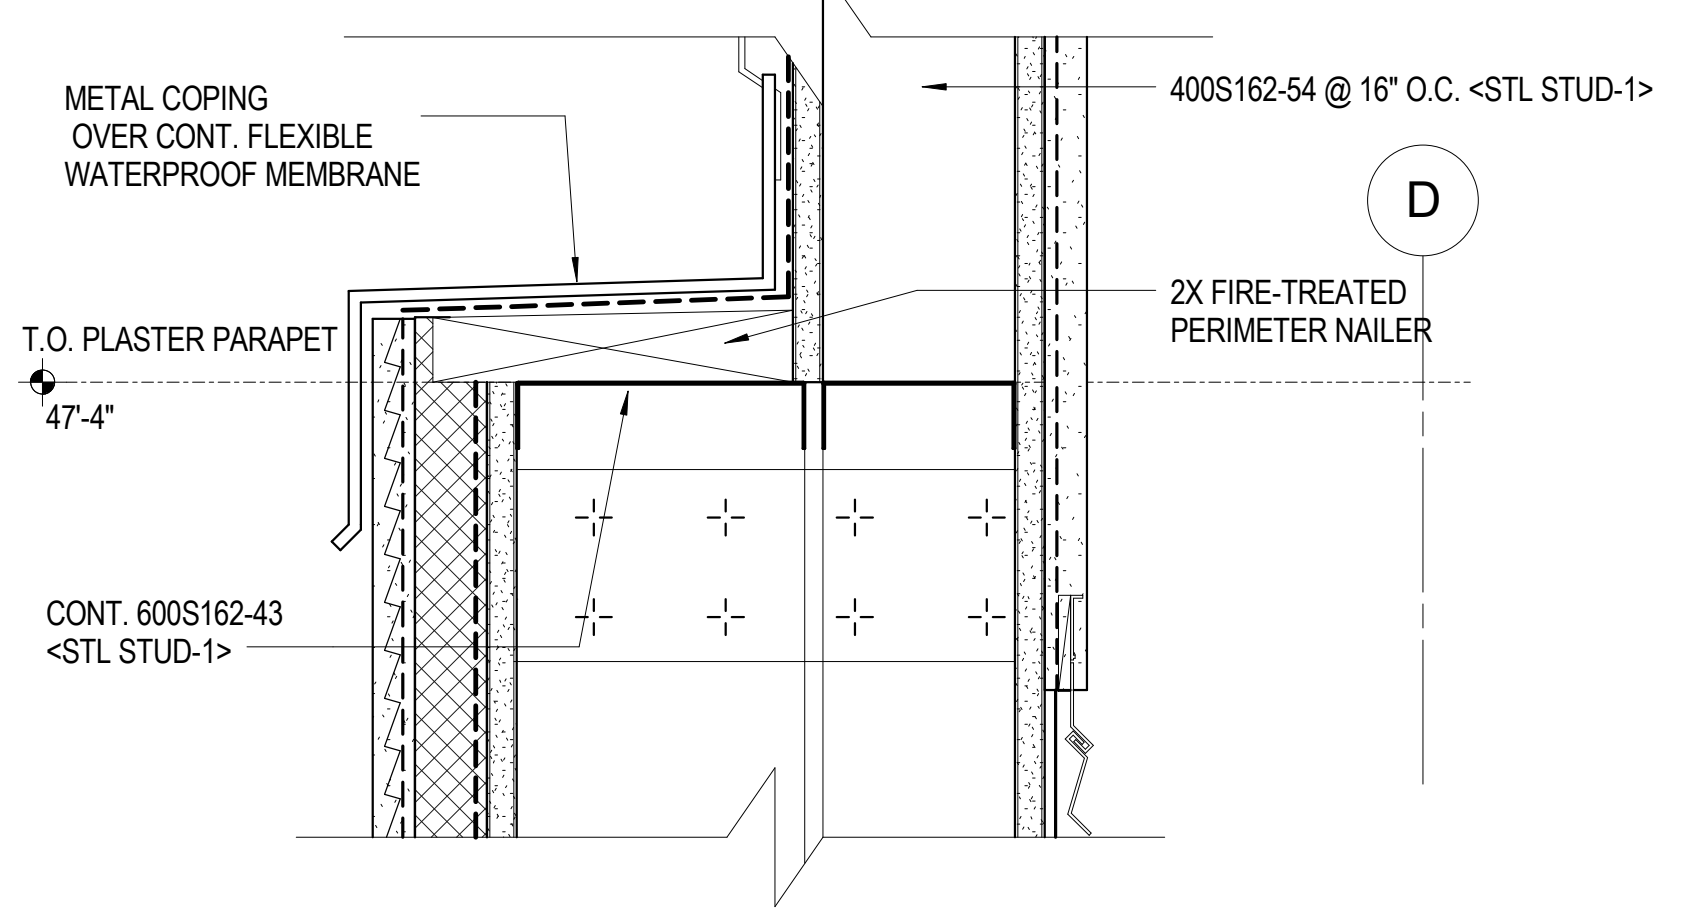 METAL COPING
OVER CONT. FLEXIBLE
WATERPROOF MEMBRANE
400S162-54 @ 16" O.C. <STL STUD-1>
D
2X FIRE-TREATED
PERIMETER NAILER
T.O. PLASTER PARAPET
47'-4"
CONT. 600S162-43
<STL STUD-1>